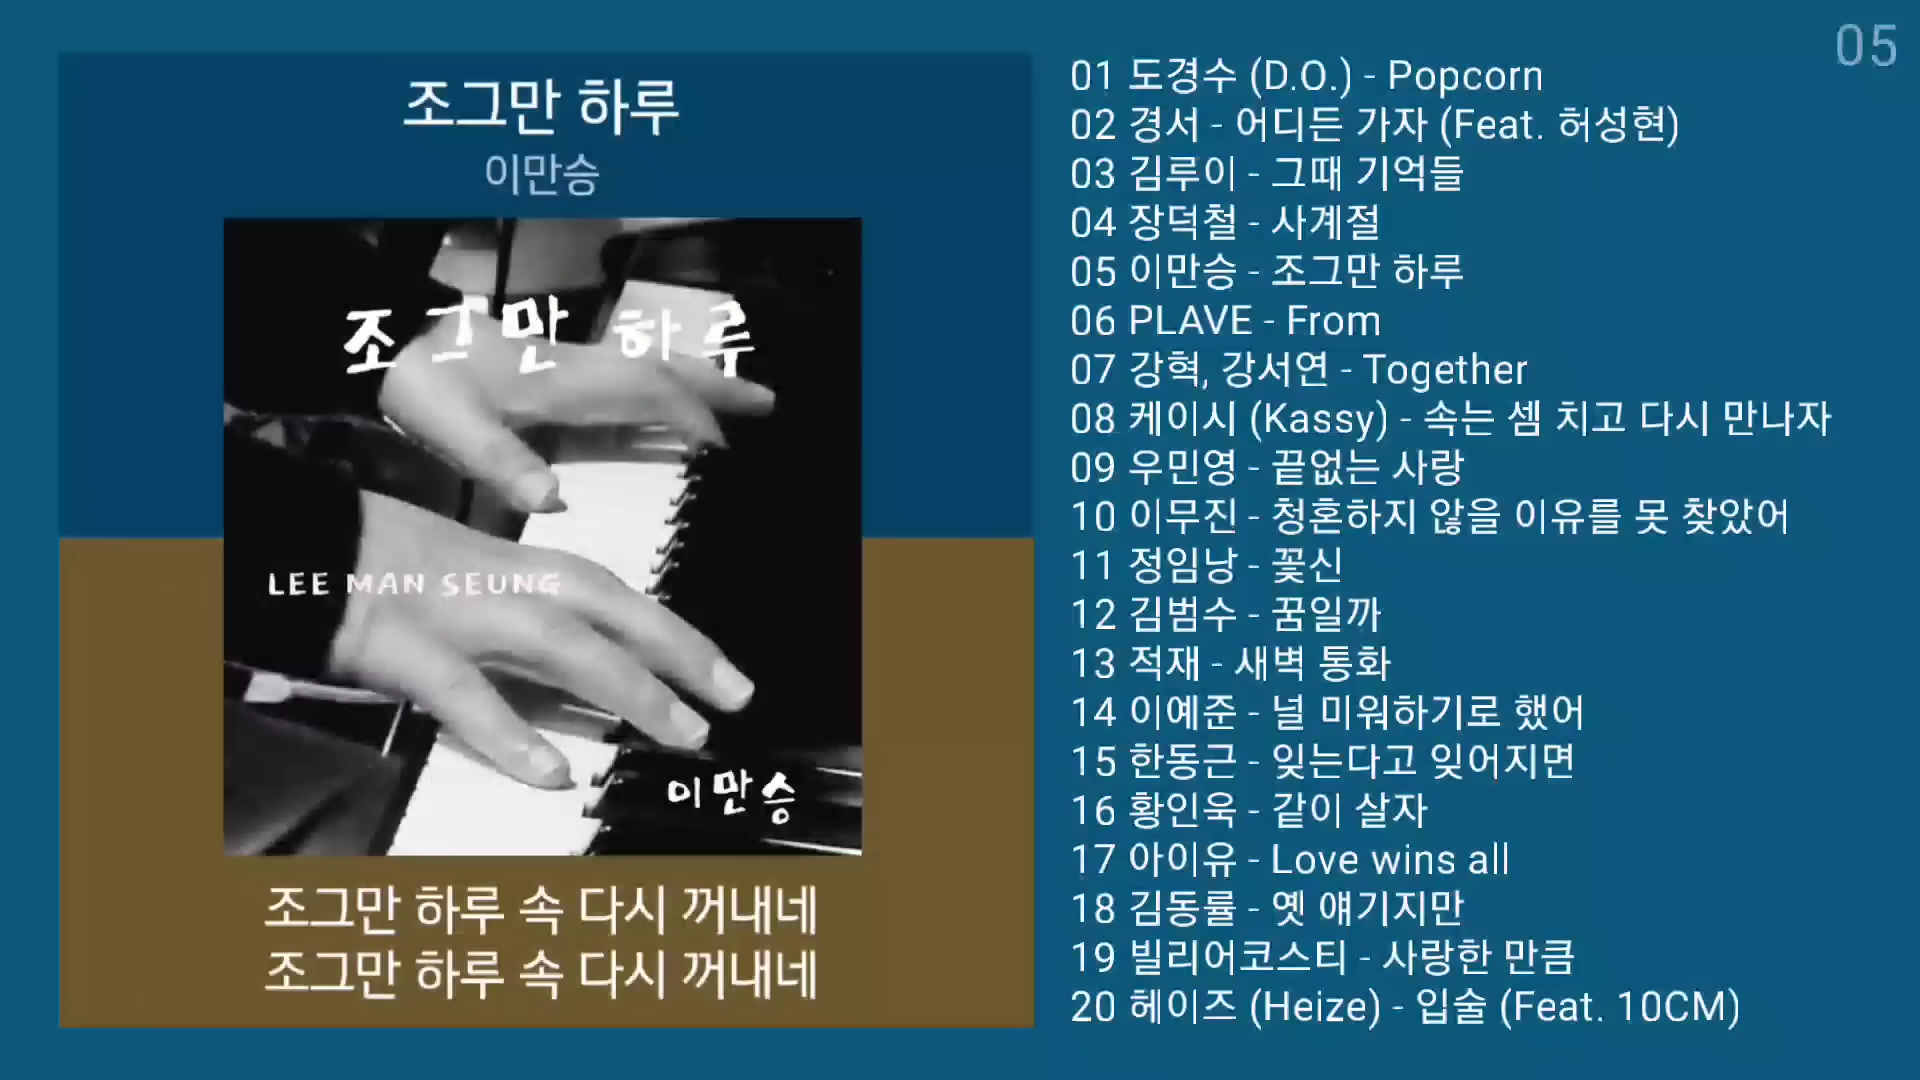 조그만 하루
이만승
조그만 하루
LEE MAN SEUNG
이만승
조그만 하루 속 다시 꺼내네
조그만 하루 속 다시 꺼내네
05
01 도경수 (D.O.) - Popcorn
02 경서 - 어디든 가자 (Feat. 허성현)
03 김루이 - 그때 기억들
04 장덕철 - 사계절
05 이만승 - 조그만 하루
06 PLAVE - From
07 강혁, 강서연 - Together
08 케이시 (Kassy) - 속는 셈 치고 다시 만나자
09 우민영 - 끝없는 사랑
10 이무진 - 청혼하지 않을 이유를 못 찾았어
11 정임낭 - 꽃신
12 김범수 - 꿈일까
13 적재 - 새벽 통화
14 이예준 - 널 미워하기로 했어
15 한동근 - 잊는다고 잊어지면
16 황인욱 - 같이 살자
17 아이유 - Love wins all
18 김동률 - 옛 얘기지만
19 빌리어코스티 - 사랑한 만큼
20 헤이즈 (Heize) - 입술 (Feat. 10CM)